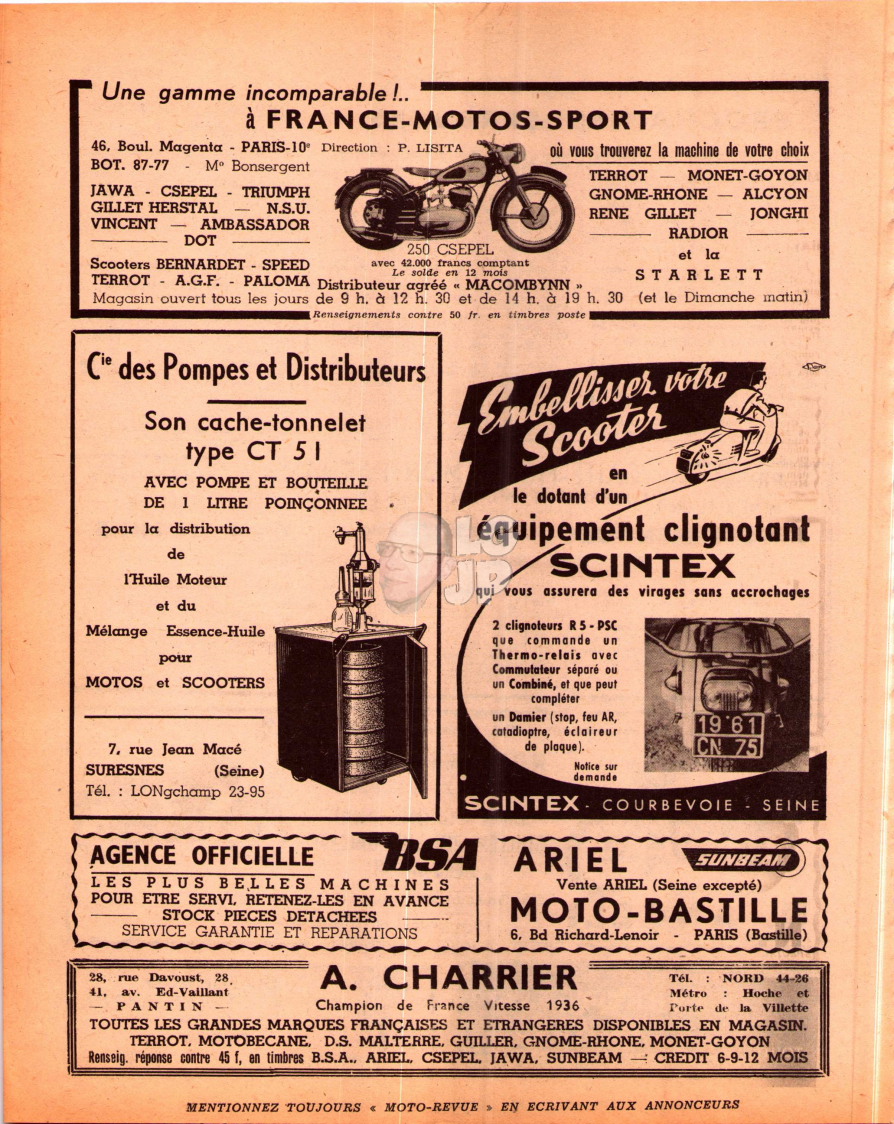 Une gamme incomparable !..
à FRANCE-MOTOS-SPORT
46, Boul. Magenta - PARIS-10e
BOT. 87-77 - Mo Bonsergent
JAWA - CSEPEL - TRIUMPH
GILLET HERSTAL — N.S.U.
VINCENT — AMBASSADOR
DOT
Scooters BERNARDET - SPEED
TERROT - A.G.F. - PALOMA
Direction : P. LISITA
250 CSEPEL
avec 42.000 francs comptant
Le solde en 12 mois
Distributeur agréé « MACOMBYNN »
où vous trouverez la machine de votre choix
TERROT — MONET-GOYON
GNOME-RHONE — ALCYON
RENE GILLET — JONGHI
RADIOR
et la
STARLETT
Magasin ouvert tous les jours de 9 h. à 12 h. 30 et de 14 h. à 19 h. 30 (et le Dimanche matin)
Renseignements contre 50 fr. en timbres poste
Cie des Pompes et Distributeurs
Son cache-tonnelet
type CT 51
AVEC POMPE ET BOUTEILLE
DE 1 LITRE POINÇONNEE
pour la distribution
de
l'Huile Moteur
et du
Mélange Essence-Huile
pour
MOTOS et SCOOTERS
7, rue Jean Macé
SURESNES (Seine)
Tél. : LONgchamp 23-95
Embellissez votre
Scooter
en
le dotant d'un
équipement clignotant
SCINTEX
qui vous assurera des virages sans accrochages
2 clignoteurs R5-PSC
que commande un
Thermo-relais avec
Commutateur séparé ou
un Combiné, et que peut
compléter
un Damier (stop, feu AR,
catadioptre, éclaireur
de plaque).
Notice sur
demande
19 61
CN 75
SCINTEX - COURBEVOIE - SEINE
LG
JP
AGENCE OFFICIELLE BSA
LES PLUS BELLES MACHINES
POUR ETRE SERVI, RETENEZ-LES EN AVANCE
STOCK PIECES DETACHEES
SERVICE GARANTIE ET REPARATIONS
ARIEL SUNBEAM
Vente ARIEL (Seine excepté)
MOTO-BASTILLE
6, Bd Richard-Lenoir - PARIS (Bastille)
28, rue Davoust, 28
41, av. Ed-Vaillant
— PANTIN —
A. CHARRIER
Champion de France Vitesse 1936
Tél. : NORD 44-26
Métro : Hoche et
Porte de la Villette
TOUTES LES GRANDES MARQUES FRANÇAISES ET ETRANGERES DISPONIBLES EN MAGASIN.
TERROT, MOTOBECANE, D.S. MALTERRE, GUILLER, GNOME-RHONE, MONET-GOYON
Renseig. réponse contre 45 f, en timbres B.S.A., ARIEL, CSEPEL, JAWA, SUNBEAM — CREDIT 6-9-12 MOIS
MENTIONNEZ TOUJOURS « MOTO-REVUE » EN ECRIVANT AUX ANNONCEURS